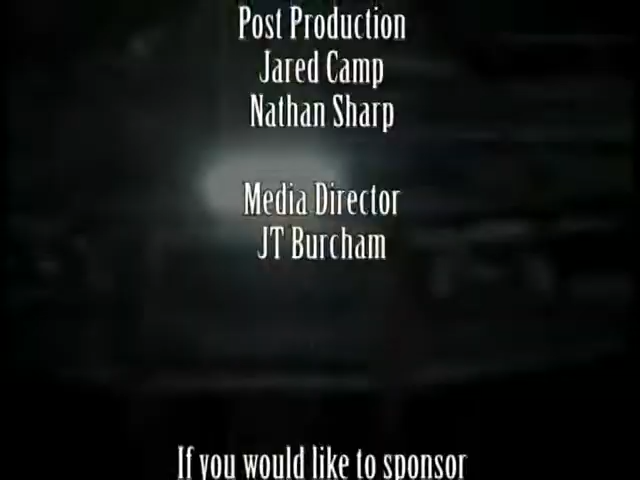 Post Production
Jared Camp
Nathan Sharp
Media Director
JT Burcham
If you would like to sponsor